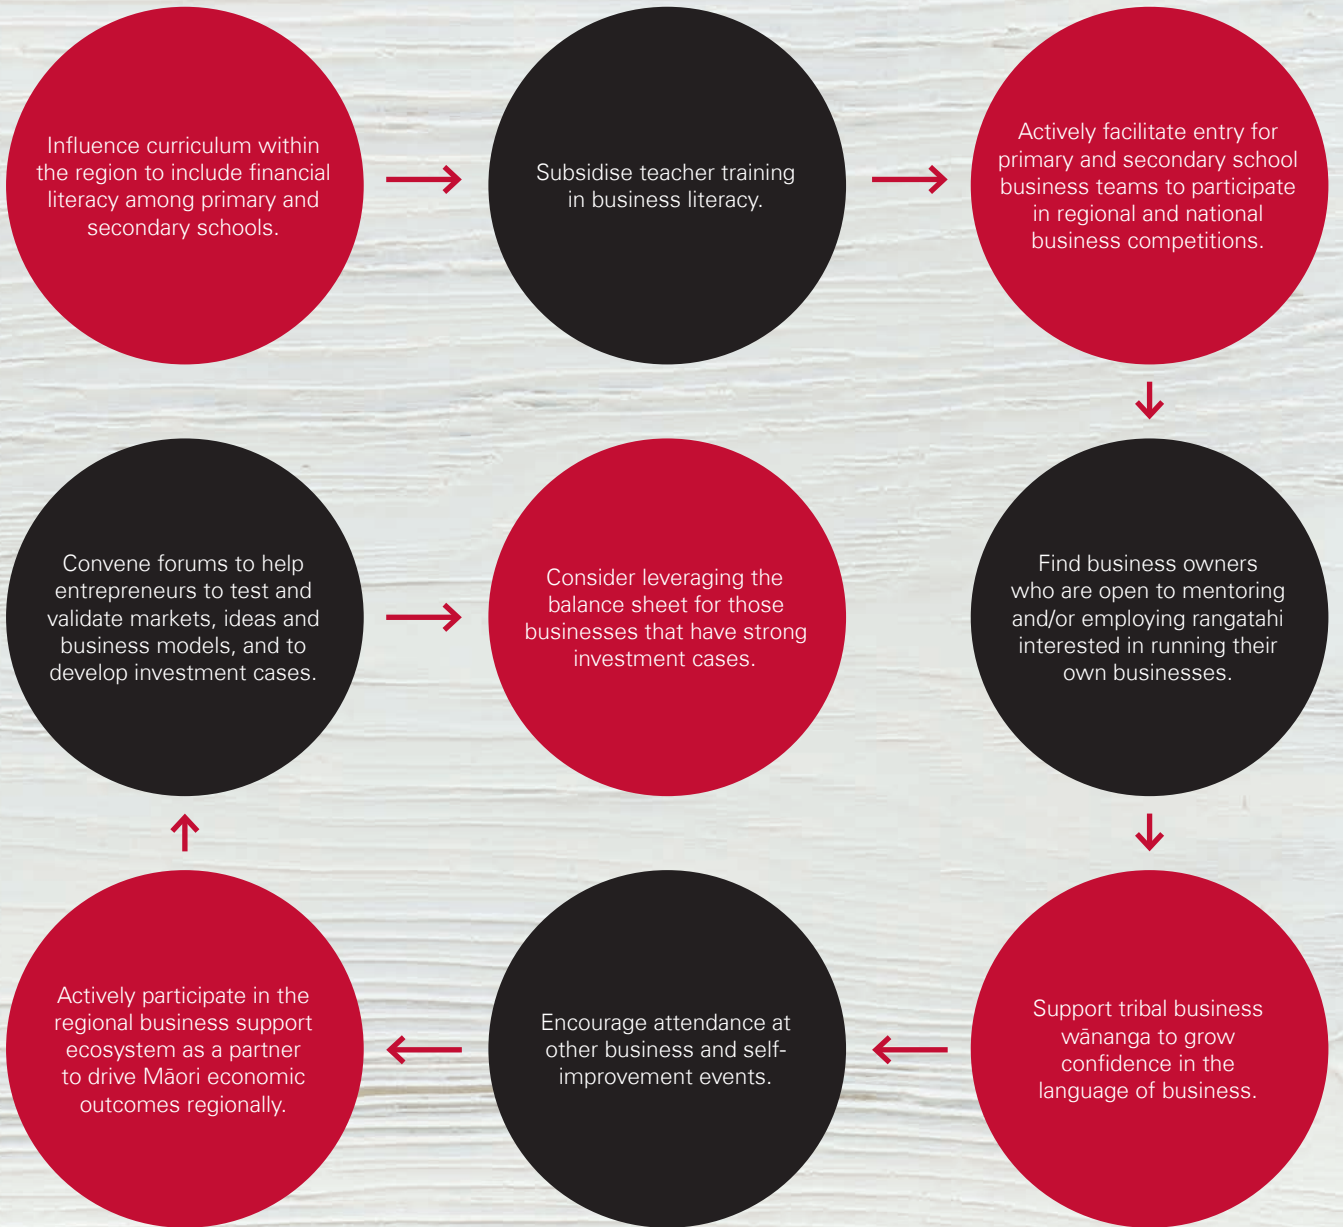 Influence curriculum within
the region to include financial
literacy among primary and
secondary schools.
Subsidise teacher training
in business literacy.
Actively facilitate entry for
primary and secondary school
business teams to participate
in regional and national
business competitions.
Find business owners
who are open to mentoring
and/or employing rangatahi
interested in running their
own businesses.
Support tribal business
wānanga to grow
confidence in the
language of business.
Encourage attendance at
other business and self-
improvement events.
Actively participate in the
regional business support
ecosystem as a partner
to drive Māori economic
outcomes regionally.
Convene forums to help
entrepreneurs to test and
validate markets, ideas and
business models, and to
develop investment cases.
Consider leveraging the
balance sheet for those
businesses that have strong
investment cases.